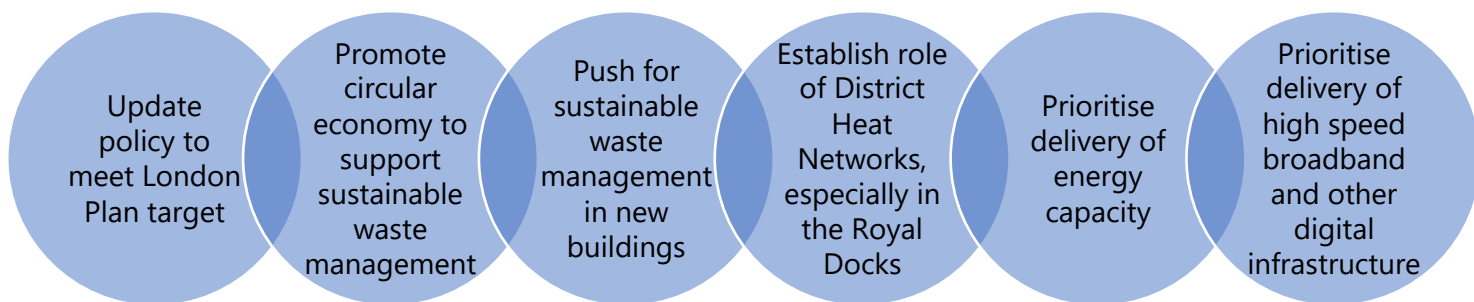 Update
policy to
meet London
Plan target
Promote
circular
economy to
support
sustainable
waste
management
Push for
sustainable
waste
management
in new
buildings
Establish role
of District
Heat
Networks,
especially in
the Royal
Docks
Prioritise
delivery of
energy
capacity
Prioritise
delivery of
high speed
broadband
and other
digital
infrastructure